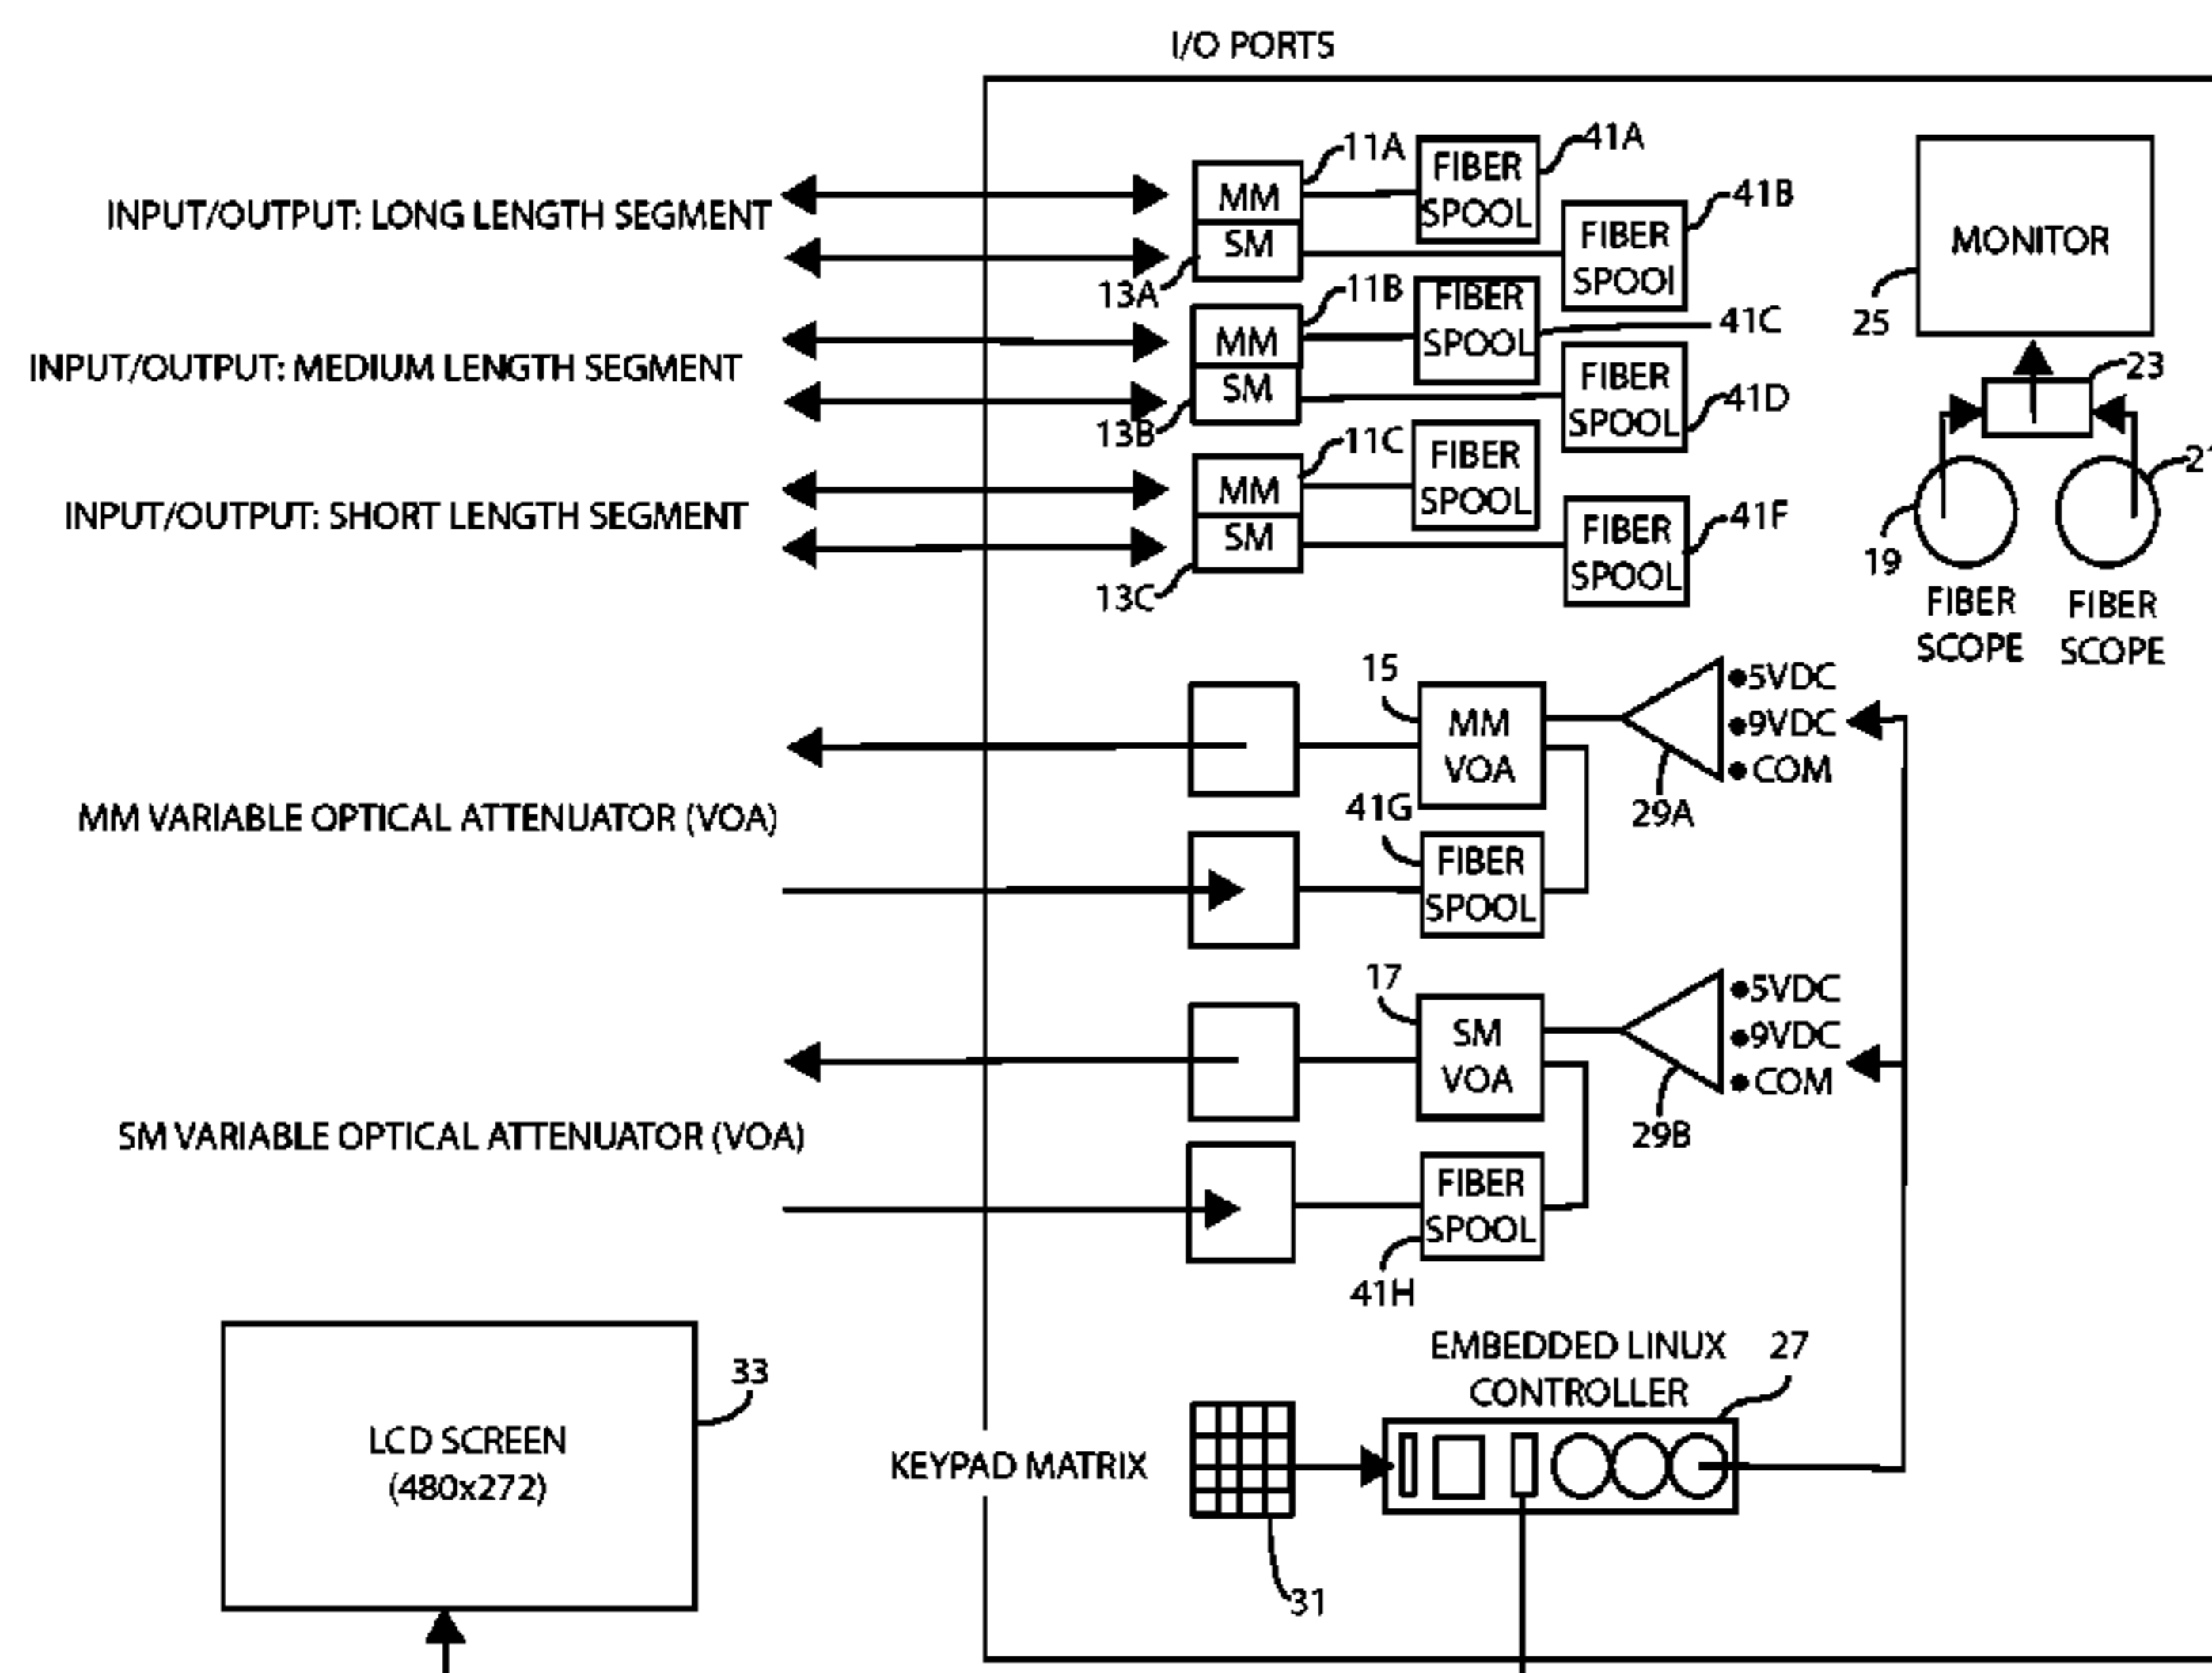 I/O PORTS
INPUT/OUTPUT: LONG LENGTH SEGMENT
MM
SM
11A
13A
FIBER
SPOOL
41A
FIBER
SPOOl
41B
INPUT/OUTPUT: MEDIUM LENGTH SEGMENT
MM
SM
11B
13B
FIBER
SPOOL
41C
FIBER
SPOOL
41D
INPUT/OUTPUT: SHORT LENGTH SEGMENT
MM
SM
11C
13C
FIBER
SPOOL
FIBER
SPOOL
41F
MONITOR
25
23
19
FIBER
SCOPE
FIBER
SCOPE
MM VARIABLE OPTICAL ATTENUATOR (VOA)
15
MM
VOA
5VDC
9VDC
COM
29A
41G
FIBER
SPOOL
SM VARIABLE OPTICAL ATTENUATOR (VOA)
17
SM
VOA
5VDC
9VDC
COM
29B
FIBER
SPOOL
41H
LCD SCREEN
(480x272)
33
KEYPAD MATRIX
31
EMBEDDED LINUX
CONTROLLER
27